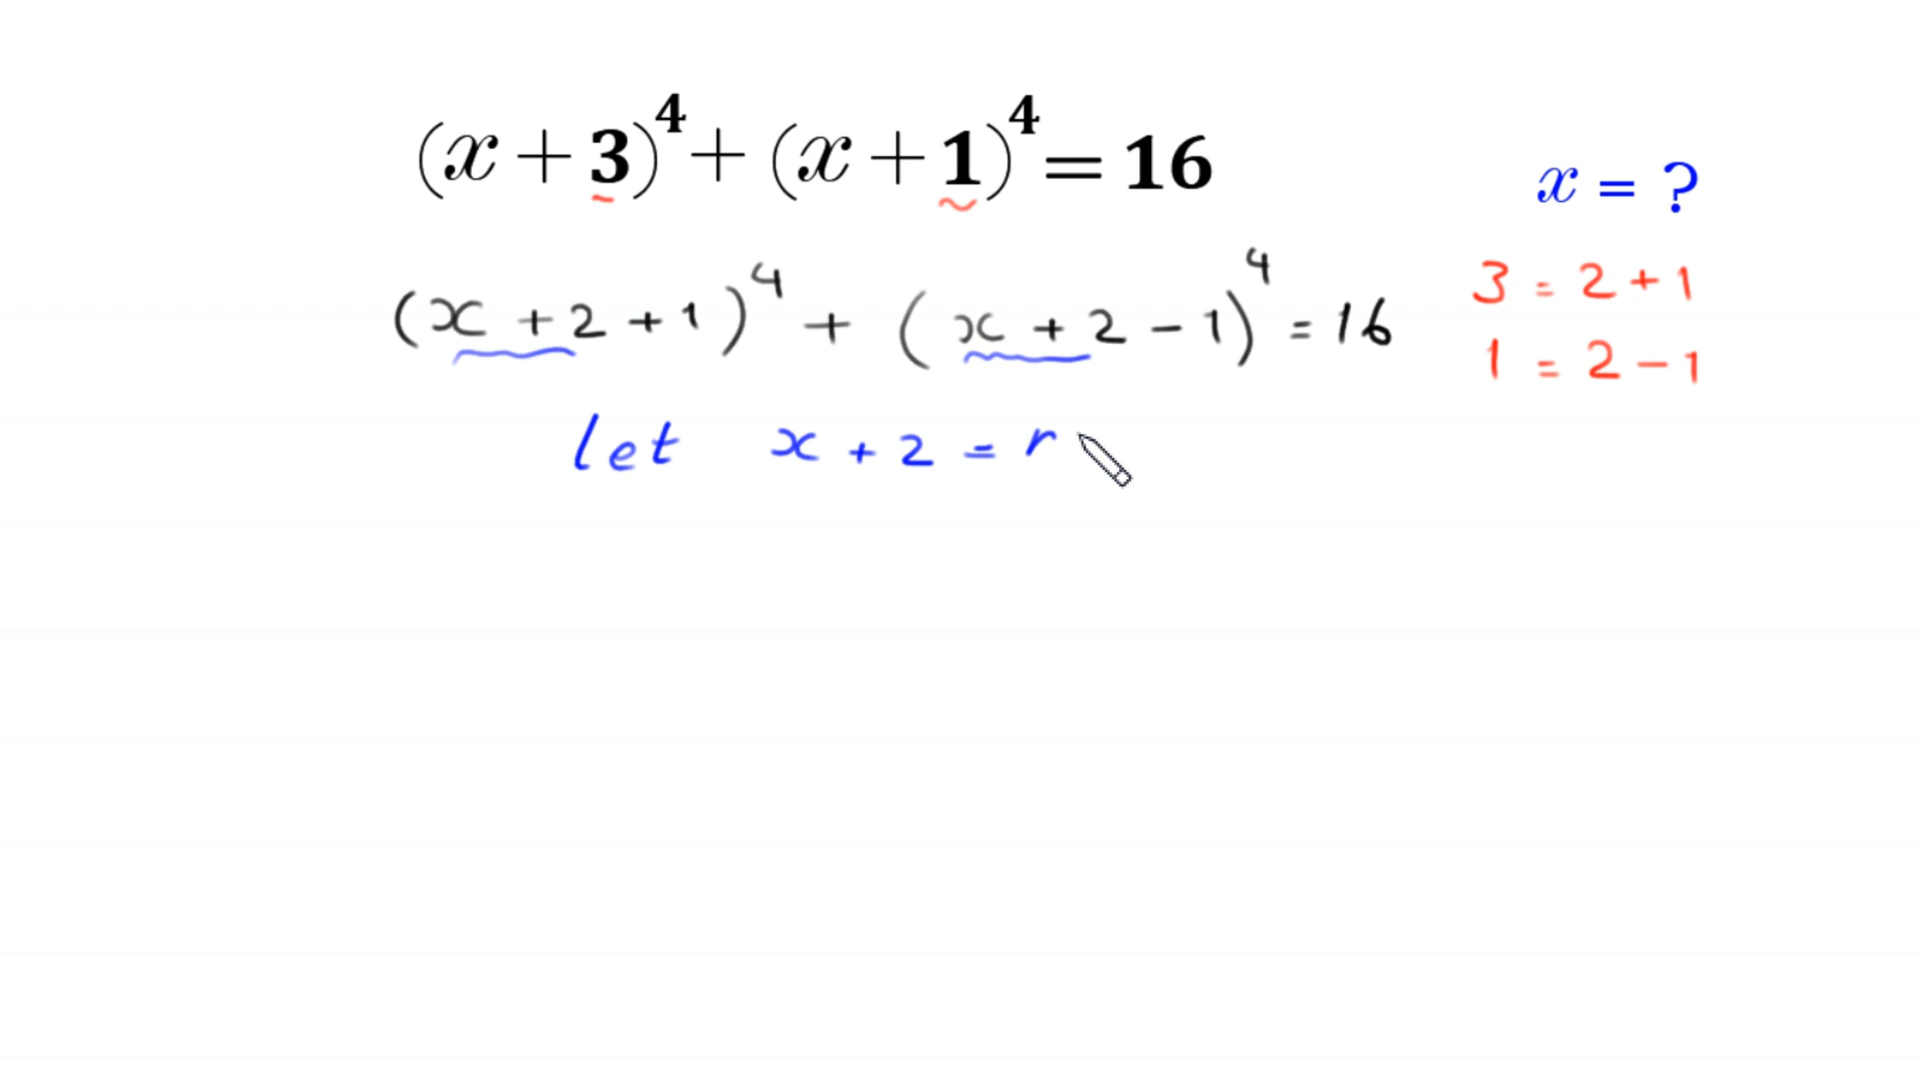 (x + 3)⁴ + (x + 1)⁴ = 16
x = ?
3 = 2 + 1
(x + 2 + 1)⁴ + (x + 2 - 1)⁴ = 16
1 = 2 - 1
let x + 2 = r